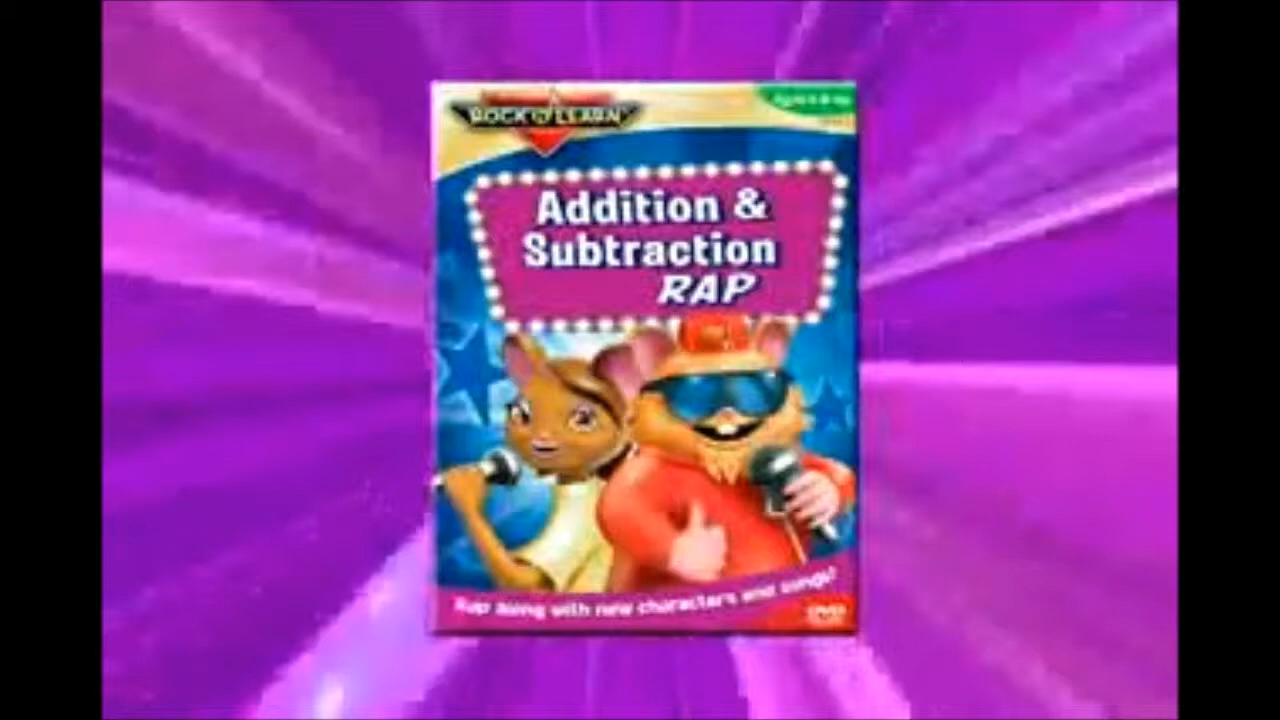 ROCK 'N LEARN
Addition &
Subtraction
RAP
Rap along with new characters and songs!
DVD